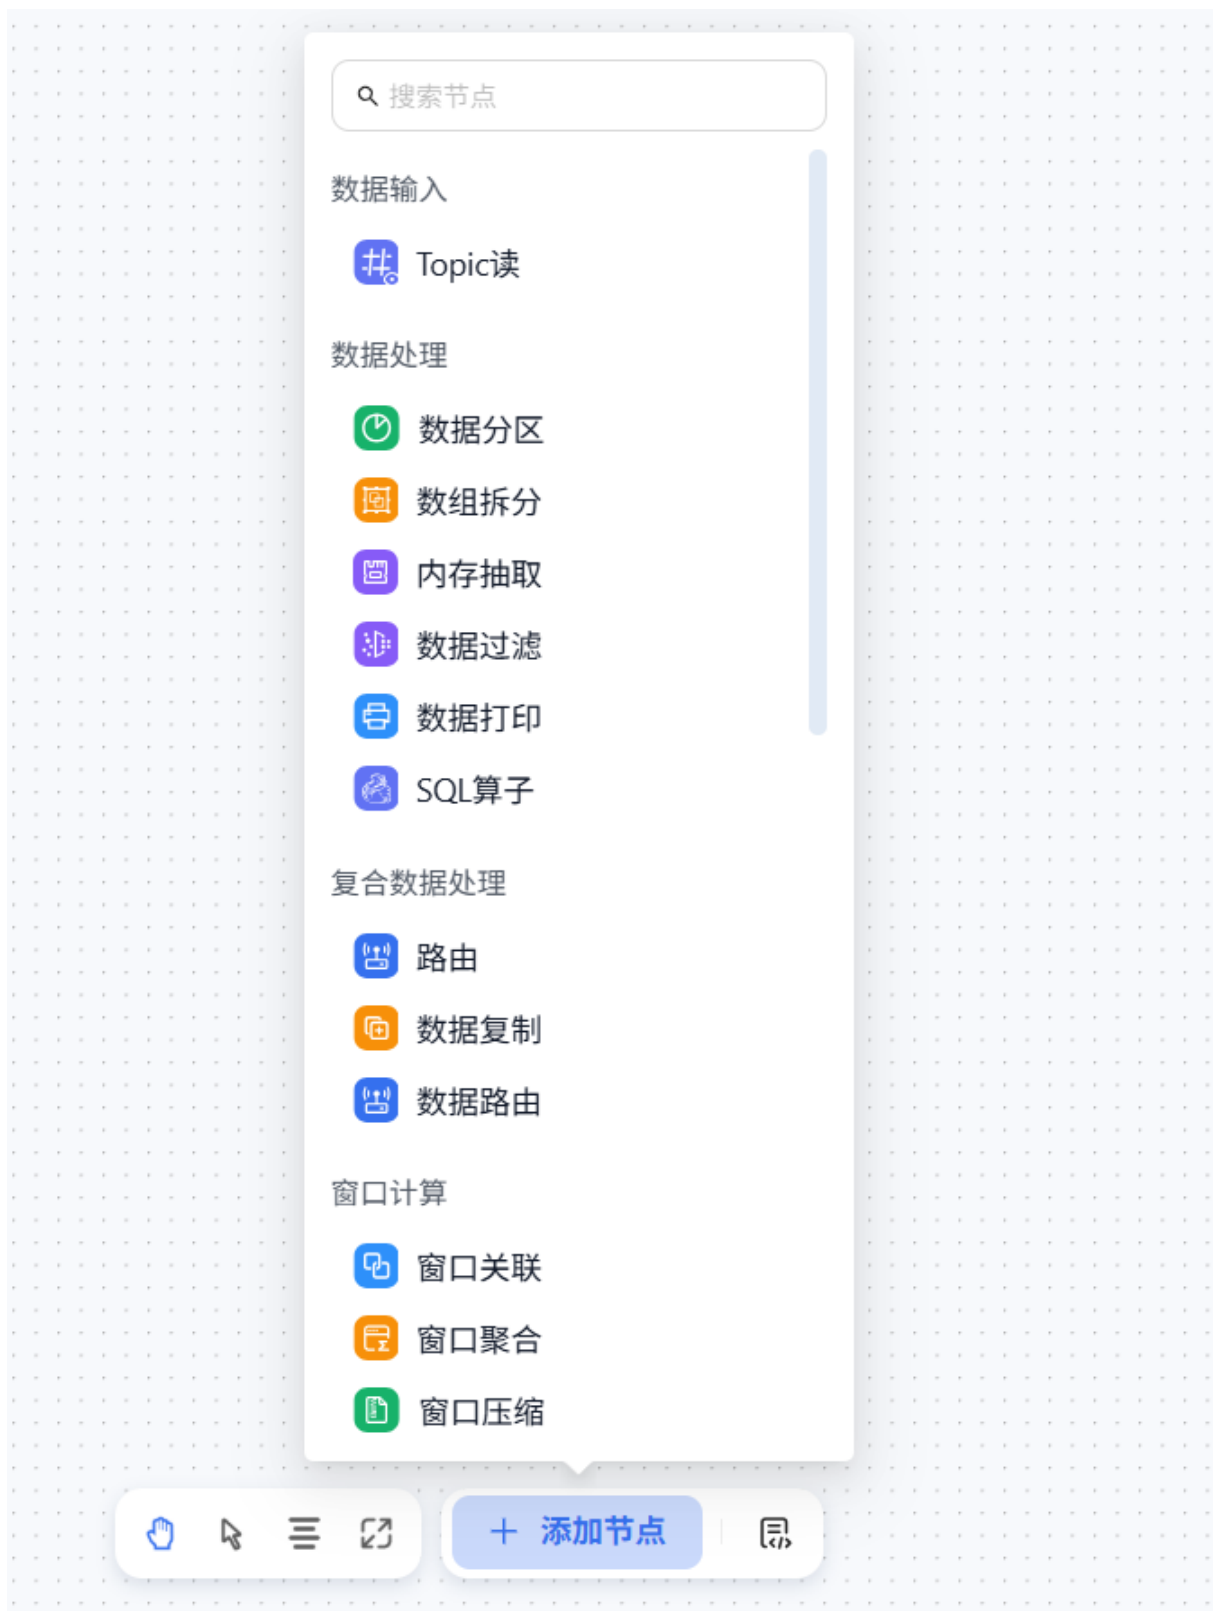 搜索节点
数据输入
Topic读
数据处理
数据分区
数组拆分
内存抽取
数据过滤
数据打印
SQL算子
复合数据处理
路由
数据复制
数据路由
窗口计算
窗口关联
窗口聚合
窗口压缩
添加节点